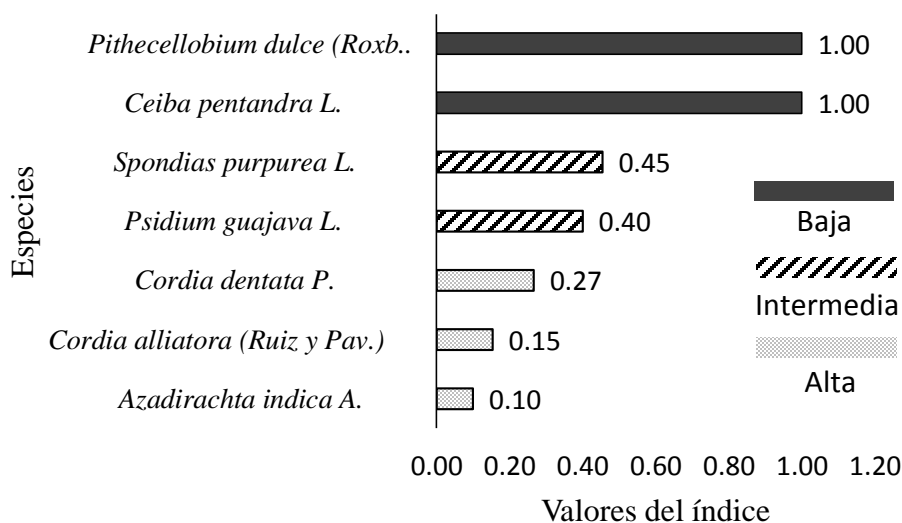 Pithecellobium dulce (Roxb..
1.00
Ceiba pentandra L.
1.00
Spondias purpurea L.
0.45
Psidium guajava L.
0.40
Cordia dentata P.
0.27
Cordia alliatora (Ruiz y Pav.)
0.15
Azadirachta indica A.
0.10
Especies
Baja
Intermedia
Alta
0.00 0.20 0.40 0.60 0.80 1.00 1.20
Valores del índice